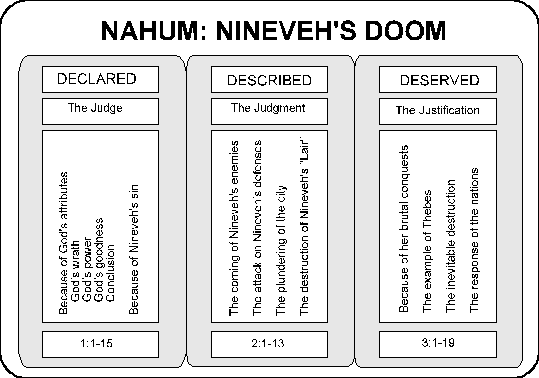 NAHUM: NINEVEH'S DOOM
DECLARED
The Judge
Because of God's attributes
God's wrath
God's power
God's goodness
Conclusion
Because of Nineveh's sin
1:1-15
DESCRIBED
The Judgment
The coming of Nineveh's enemies
The attack on Nineveh's defenses
The plundering of the city
The destruction of Nineveh's "Lair"
2:1-13
DESERVED
The Justification
Because of her brutal conquests
The example of Thebes
The inevitable destruction
The response of the nations
3:1-19